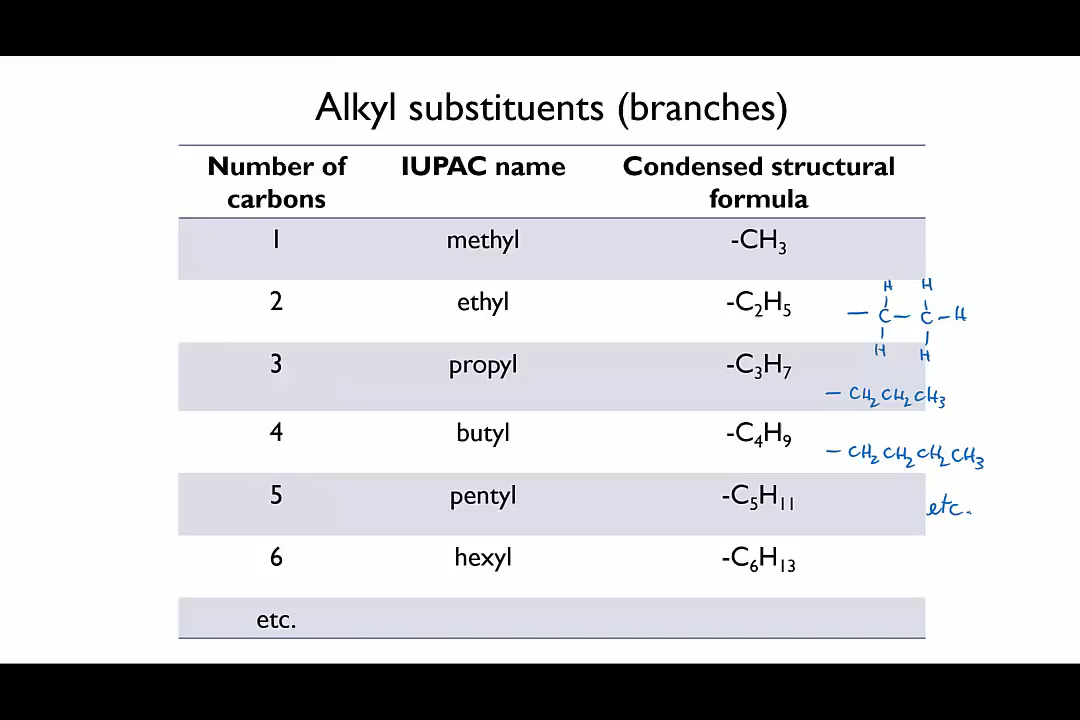 Alkyl substituents (branches)
Number of carbons IUPAC name Condensed structural formula
1 methyl -CH₃
2 ethyl -C₂H₅
H H
— C — C — H
H H
3 propyl -C₃H₇
— CH₂CH₂CH₃
4 butyl -C₄H₉
— CH₂CH₂CH₂CH₃
5 pentyl -C₅H₁₁
etc.
6 hexyl -C₆H₁₃
etc.